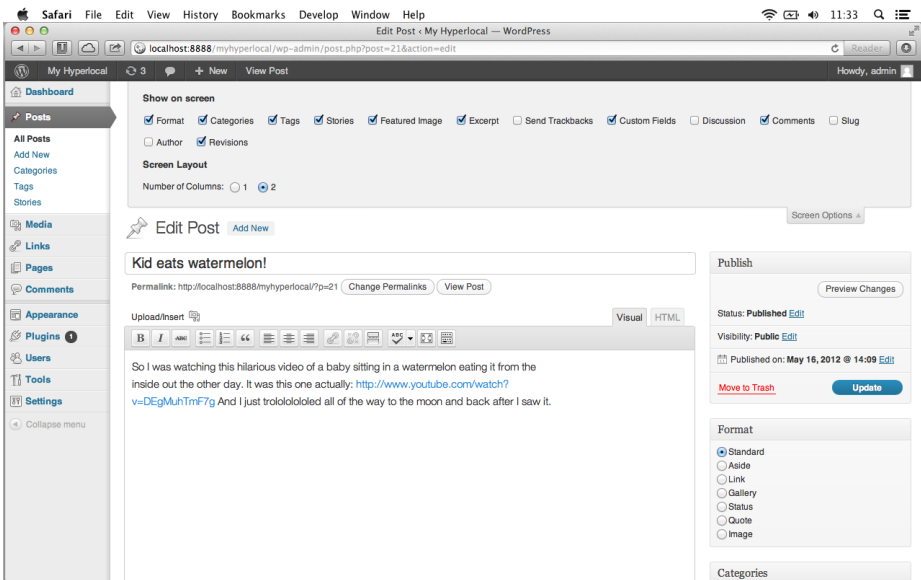 Safari File Edit View History Bookmarks Develop Window Help 11:33
Edit Post ‹ My Hyperlocal — WordPress
localhost:8888/myhyperlocal/wp-admin/post.php?post=21&action=edit Reader
My Hyperlocal 3 + New View Post Howdy, admin
Dashboard
Posts
All Posts
Add New
Categories
Tags
Stories
Media
Links
Pages
Comments
Appearance
Plugins 1
Users
Tools
Settings
Collapse menu
Show on screen
Format Categories Tags Stories Featured Image Excerpt Send Trackbacks Custom Fields Discussion Comments Slug
Author Revisions
Screen Layout
Number of Columns: 1 2
Screen Options
Edit Post Add New
Kid eats watermelon!
Permalink: http://localhost:8888/myhyperlocal/?p=21 Change Permalinks View Post
Upload/Insert Visual HTML
B I ABC ABC
So I was watching this hilarious video of a baby sitting in a watermelon eating it from the
inside out the other day. It was this one actually: http://www.youtube.com/watch?
v=DEgMuhTmF7g And I just trolololololed all of the way to the moon and back after I saw it.
Publish
Preview Changes
Status: Published Edit
Visibility: Public Edit
Published on: May 16, 2012 @ 14:09 Edit
Move to Trash Update
Format
Standard
Aside
Link
Gallery
Status
Quote
Image
Categories